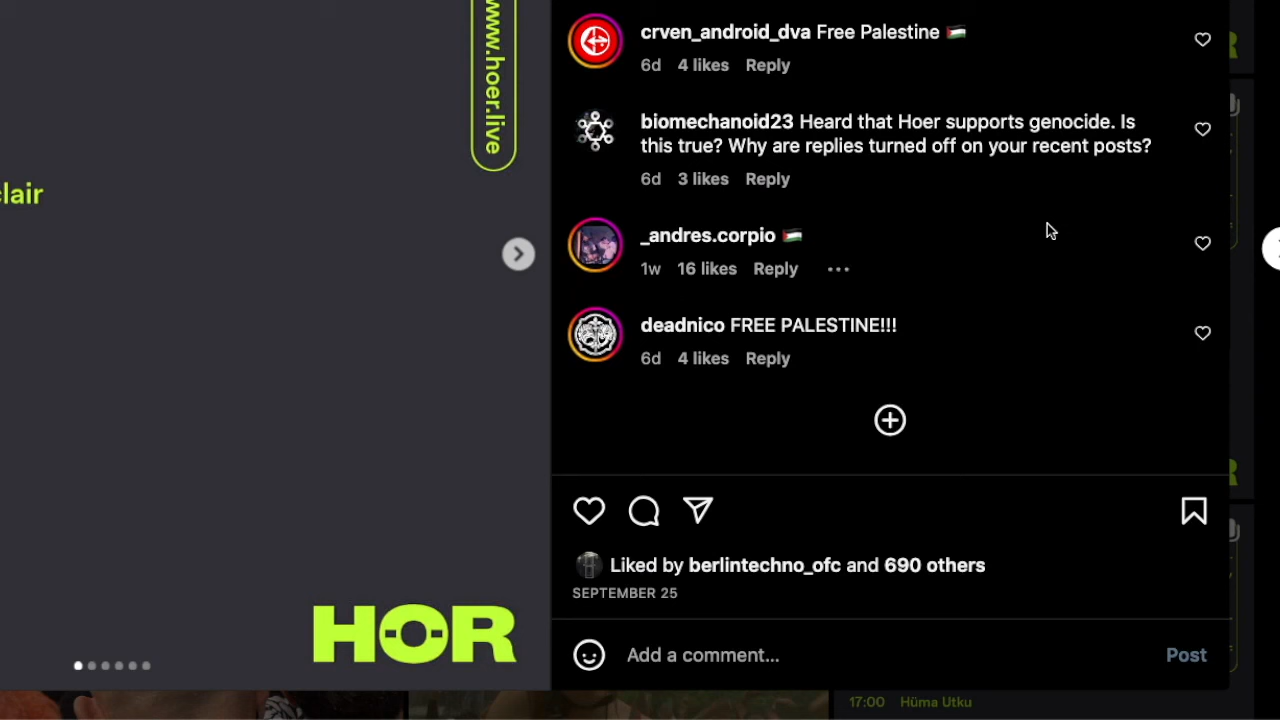 www.hoer.live
crven_android_dva Free Palestine 🇵🇸
6d 4 likes Reply
biomechanoid23 Heard that Hoer supports genocide. Is
this true? Why are replies turned off on your recent posts?
6d 3 likes Reply
clair
_andres.corpio 🇵🇸
1w 16 likes Reply ...
deadnico FREE PALESTINE!!!
6d 4 likes Reply
Liked by berlintechno_ofc and 690 others
SEPTEMBER 25
HOR
Add a comment...
Post
17:00 Hüma Utku